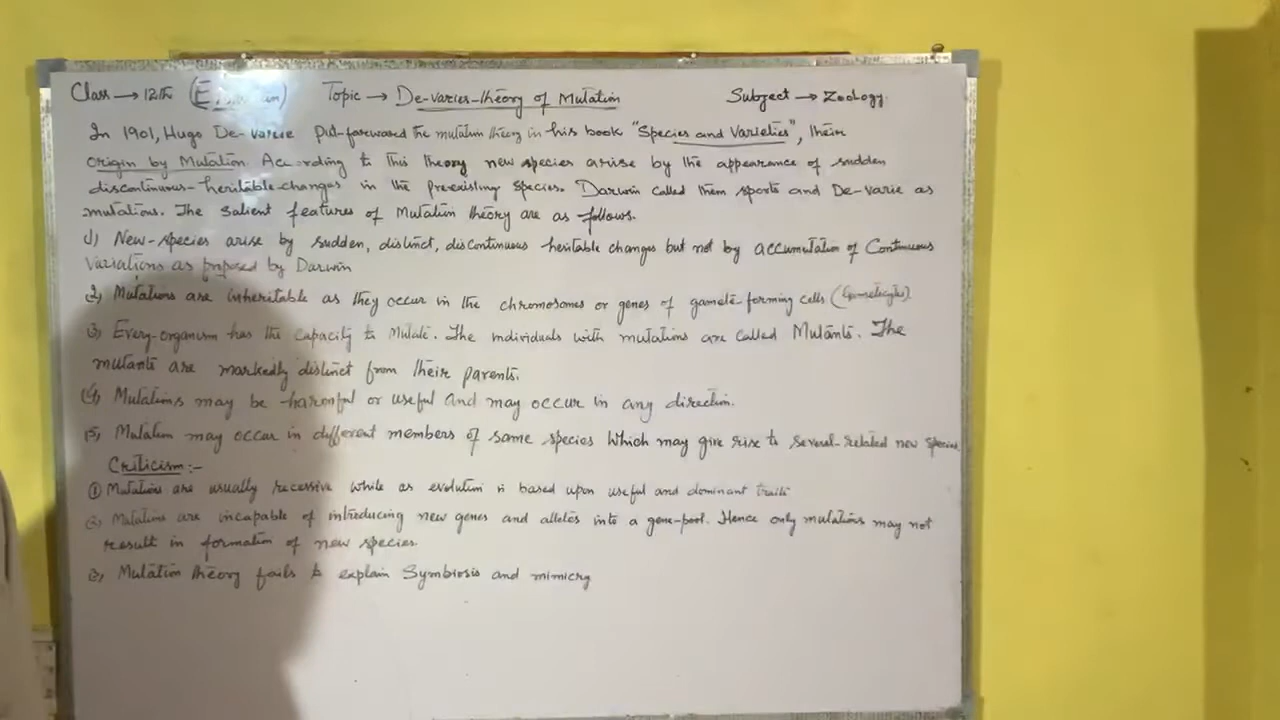 Class → 12th (Evolution) Topic → De-varies-theory of Mutation Subject → Zoology
In 1901, Hugo De-varie Put-forwaed the mutation theory in his book "Species and Varieties", Their
origin by Mutation. According to This Theory new species arise by the appearance of sudden
discontinuous-heritable-changes in the Pre-existing Species. Darwin called them sports and De-varie as
mutations. The salient features of Mutation theory are as follows.
1) New-species arise by sudden, distinct, discontinuous heritable changes but not by accumulation of Continuous
Variations as proposed by Darwin
2) Mutations are inheritable as they occur in the chromosomes or genes of gamete-forming cells
3) Every-organism has the capacity to Mutate. The individuals with mutations are called Mutants. The
mutants are markedly distinct from their parents.
4) Mutations may be harmful or useful and may occur in any direction.
5) Mutation may occur in different members of same species which may give rise to several-related new species
Criticism:-
① Mutations are usually recessive while as evolution is based upon useful and dominant traits
2) Mutations are incapable of introducing new genes and alleles into a gene-pool. Hence only mutations may not
result in formation of new species.
3) Mutation theory fails to explain Symbiosis and mimicry